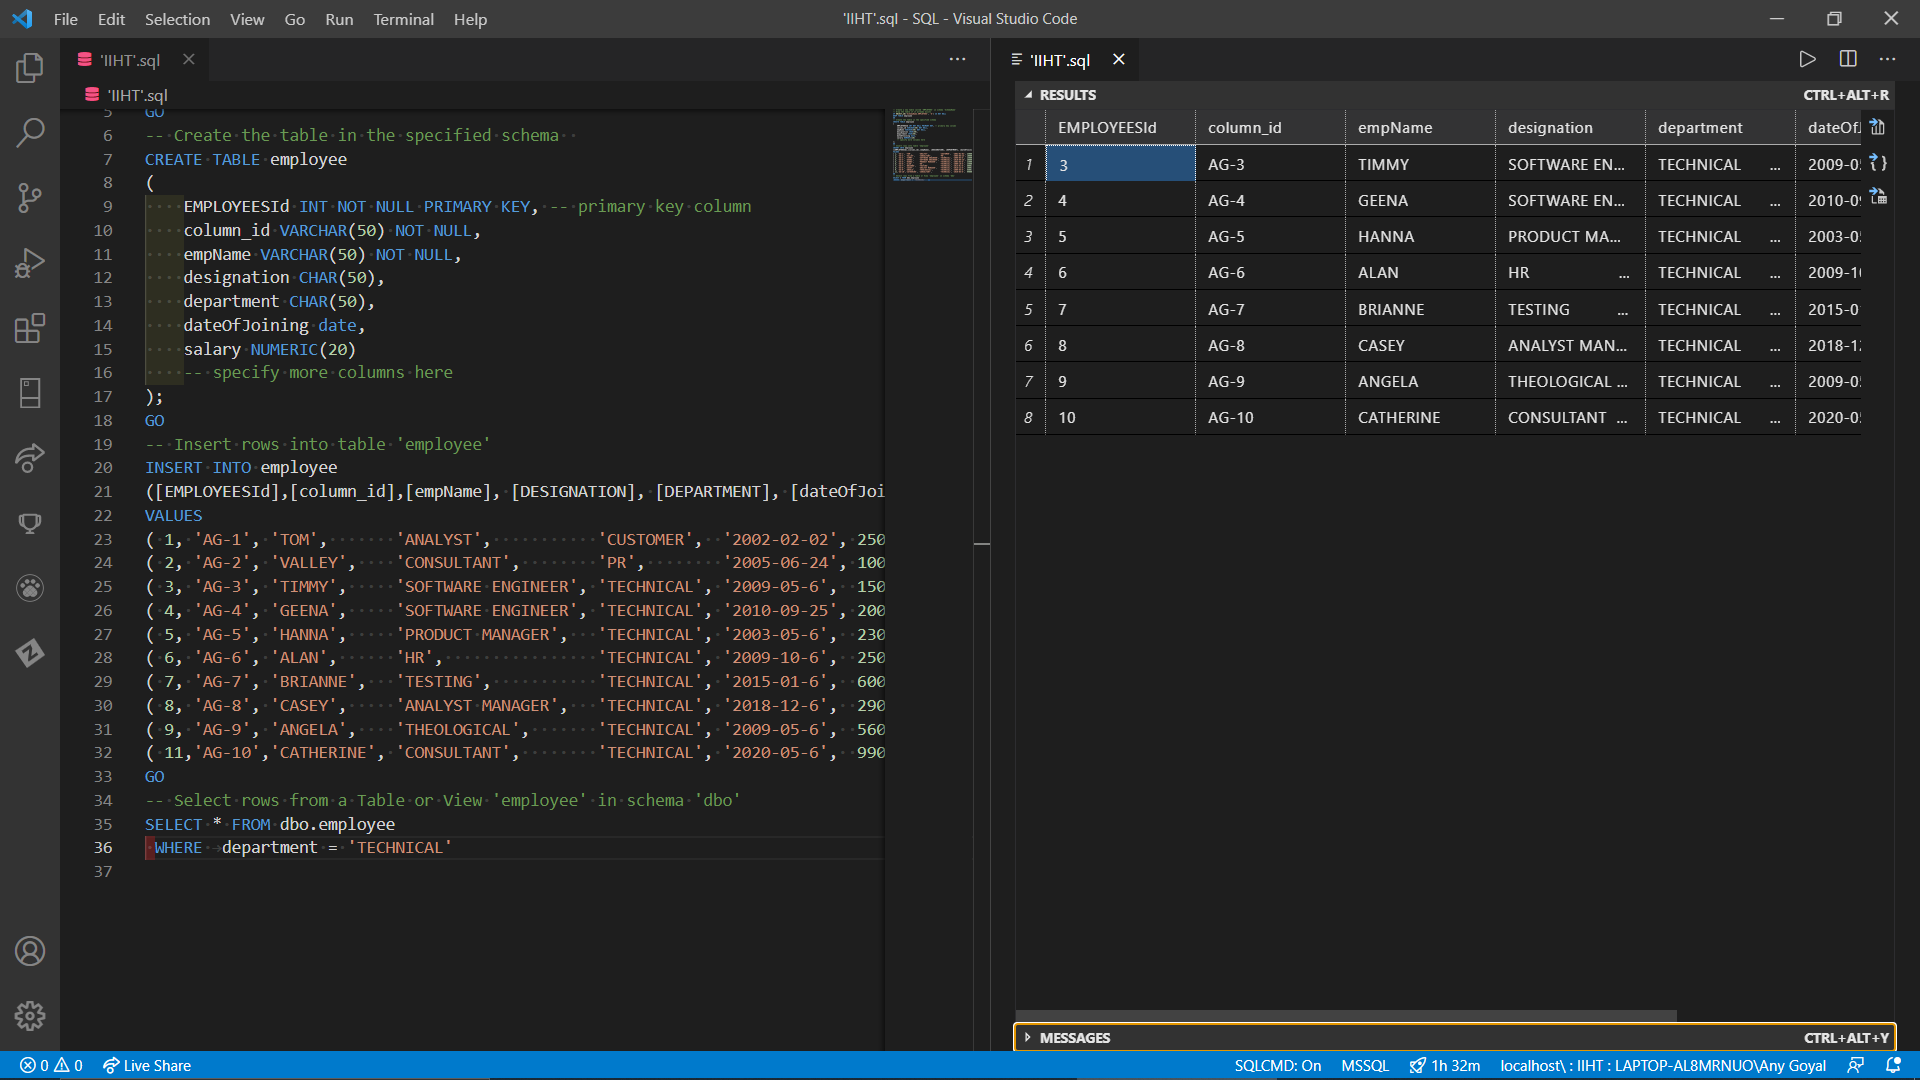 File Edit Selection View Go Run Terminal Help
'IIHT'.sql - SQL - Visual Studio Code
'IIHT'.sql
'IIHT'.sql
5 GO
6 -- Create the table in the specified schema
7 CREATE TABLE employee
8 (
9 EMPLOYEESId INT NOT NULL PRIMARY KEY, -- primary key column
10 column_id VARCHAR(50) NOT NULL,
11 empName VARCHAR(50) NOT NULL,
12 designation CHAR(50),
13 department CHAR(50),
14 dateOfJoining date,
15 salary NUMERIC(20)
16 -- specify more columns here
17 );
18 GO
19 -- Insert rows into table 'employee'
20 INSERT INTO employee
21 ([EMPLOYEESId],[column_id],[empName], [DESIGNATION], [DEPARTMENT], [dateOfJoi
22 VALUES
23 ( 1, 'AG-1', 'TOM', 'ANALYST', 'CUSTOMER', '2002-02-02', 250
24 ( 2, 'AG-2', 'VALLEY', 'CONSULTANT', 'PR', '2005-06-24', 100
25 ( 3, 'AG-3', 'TIMMY', 'SOFTWARE ENGINEER', 'TECHNICAL', '2009-05-6', 150
26 ( 4, 'AG-4', 'GEENA', 'SOFTWARE ENGINEER', 'TECHNICAL', '2010-09-25', 200
27 ( 5, 'AG-5', 'HANNA', 'PRODUCT MANAGER', 'TECHNICAL', '2003-05-6', 230
28 ( 6, 'AG-6', 'ALAN', 'HR', 'TECHNICAL', '2009-10-6', 250
29 ( 7, 'AG-7', 'BRIANNE', 'TESTING', 'TECHNICAL', '2015-01-6', 600
30 ( 8, 'AG-8', 'CASEY', 'ANALYST MANAGER', 'TECHNICAL', '2018-12-6', 290
31 ( 9, 'AG-9', 'ANGELA', 'THEOLOGICAL', 'TECHNICAL', '2009-05-6', 560
32 ( 11,'AG-10','CATHERINE', 'CONSULTANT', 'TECHNICAL', '2020-05-6', 990
33 GO
34 -- Select rows from a Table or View 'employee' in schema 'dbo'
35 SELECT * FROM dbo.employee
36 WHERE department = 'TECHNICAL'
37
'IIHT'.sql
RESULTS CTRL+ALT+R
EMPLOYEESId column_id empName designation department dateOfJ
1 3 AG-3 TIMMY SOFTWARE EN... TECHNICAL ... 2009-0
2 4 AG-4 GEENA SOFTWARE EN... TECHNICAL ... 2010-0
3 5 AG-5 HANNA PRODUCT MA... TECHNICAL ... 2003-0
4 6 AG-6 ALAN HR ... TECHNICAL ... 2009-10
5 7 AG-7 BRIANNE TESTING ... TECHNICAL ... 2015-0
6 8 AG-8 CASEY ANALYST MAN... TECHNICAL ... 2018-12
7 9 AG-9 ANGELA THEOLOGICAL ... TECHNICAL ... 2009-0
8 10 AG-10 CATHERINE CONSULTANT ... TECHNICAL ... 2020-0
MESSAGES CTRL+ALT+Y
0 0 Live Share
SQLCMD: On MSSQL 1h 32m localhost\ : IIHT : LAPTOP-AL8MRNUO\Any Goyal